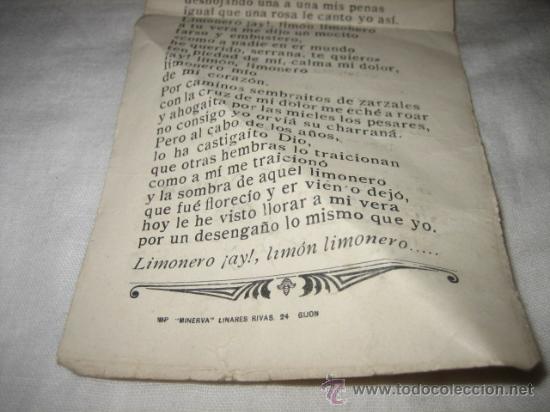 deshojando una a una mis penas
igual que una rosa le canto yo así.
Limonero ¡ay!, limón limonero
a tu vera me dijo un mocito
farso y embustero,
como a nadie en er mundo
he querido, serrana, te quiero
ten piedad de mí, calma mi dolor,
¡ay! limón, limonero
limonero mío
de mi corazón.
Por caminos sembraítos de zarzales
con la cruz de mi dolor me eché a roar
y ahogaíta por las mieles los pesares,
no consigo yo orviá su charraná.
Pero al cabo de los años,
lo ha castigaíto Dio,
que otras hembras lo traicionan
como a mí me traicionó
y la sombra de aquel limonero
que fué florecío y er vien o dejó,
hoy le he visto llorar a mi vera
por un desengaño lo mismo que yo.
Limonero ¡ay!, limón limonero.....
IMP "MINERVA" LINARES RIVAS, 24 GIJON
todocoleccion
www.todocoleccion.net